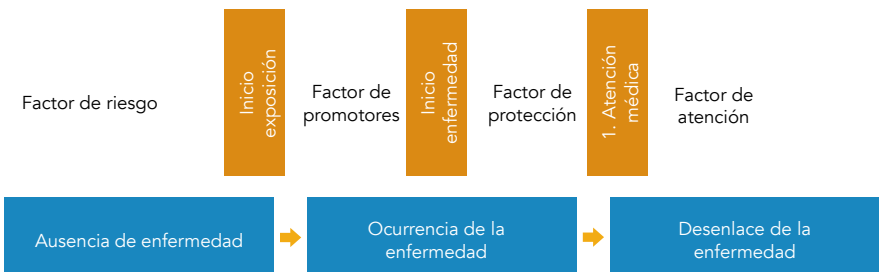 Factor de riesgo
Inicio
exposición
Factor de
promotores
Inicio
enfermedad
Factor de
protección
1. Atención
médica
Factor de
atención
Ausencia de enfermedad
Ocurrencia de la
enfermedad
Desenlace de la
enfermedad